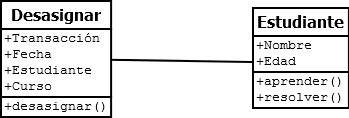 Desasignar
+Transacción
+Fecha
+Estudiante
+Curso
+desasignar()
Estudiante
+Nombre
+Edad
+aprender()
+resolver()